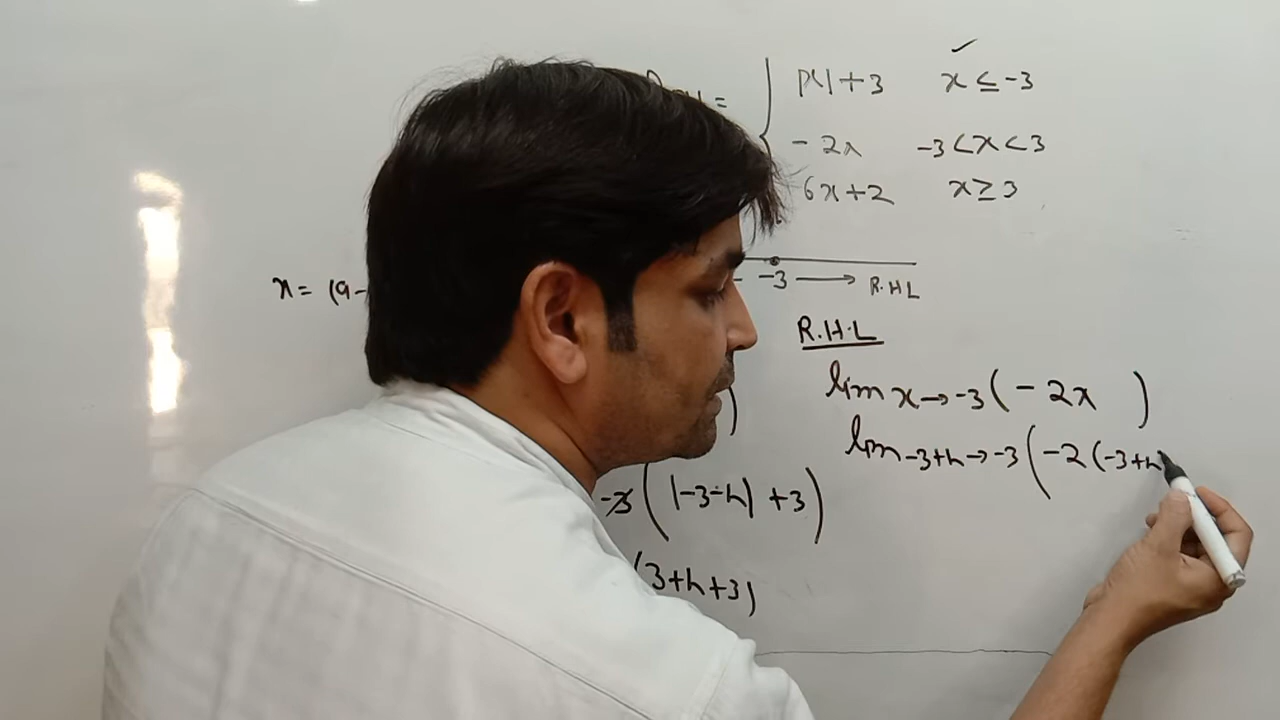 = { |x|+3 x ≤ -3
- 2x -3<x<3
6x+2 x ≥ 3
-3 → R.H L
x = (a-
R.H.L
lim x→-3 ( - 2x )
lim -3+h→-3 ( -2 (-3+h
-3 ( |-3-h| +3 )
(3+h+3)